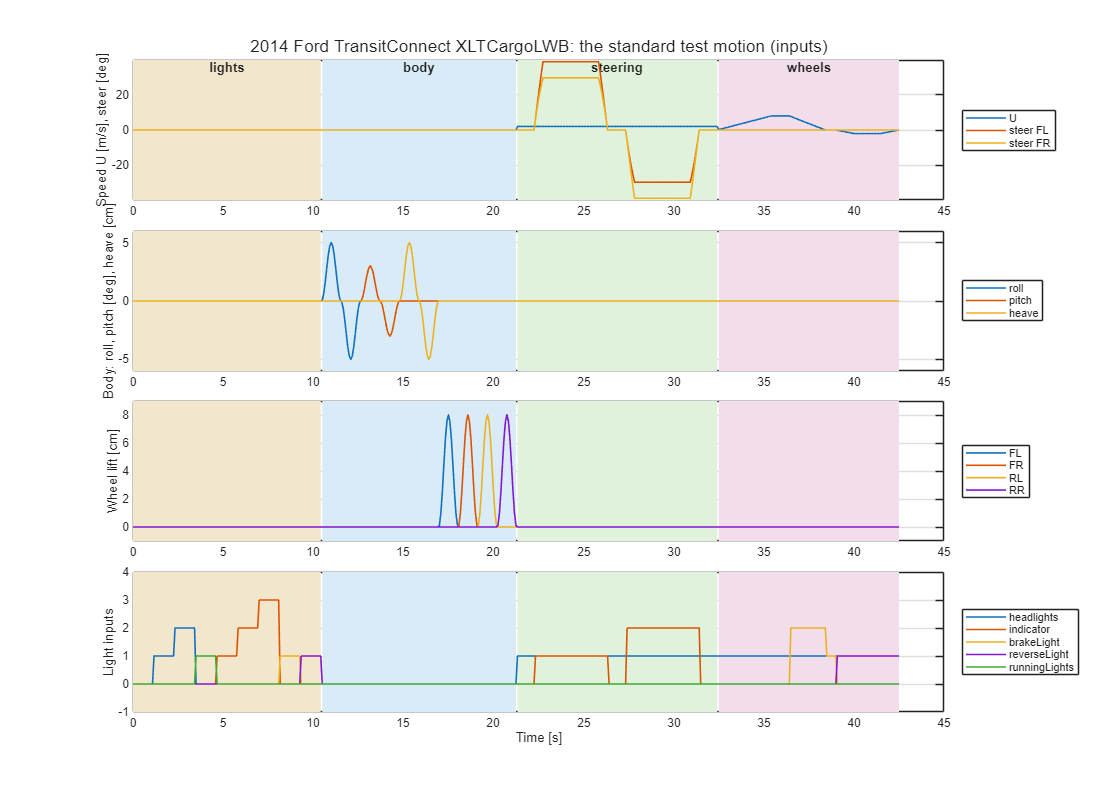 2014 Ford TransitConnect XLTCargoLWB: the standard test motion (inputs)
lights
body
steering
wheels
Speed U [m/s], steer [deg]
20
0
-20
0 5 10 15 20 25 30 35 40 45
U
steer FL
steer FR
Body: roll, pitch [deg], heave [cm]
5
0
-5
0 5 10 15 20 25 30 35 40 45
roll
pitch
heave
Wheel lift [cm]
8
6
4
2
0
0 5 10 15 20 25 30 35 40 45
FL
FR
RL
RR
Light inputs
4
3
2
1
0
-1
0 5 10 15 20 25 30 35 40 45
Time [s]
headlights
indicator
brakeLight
reverseLight
runningLights